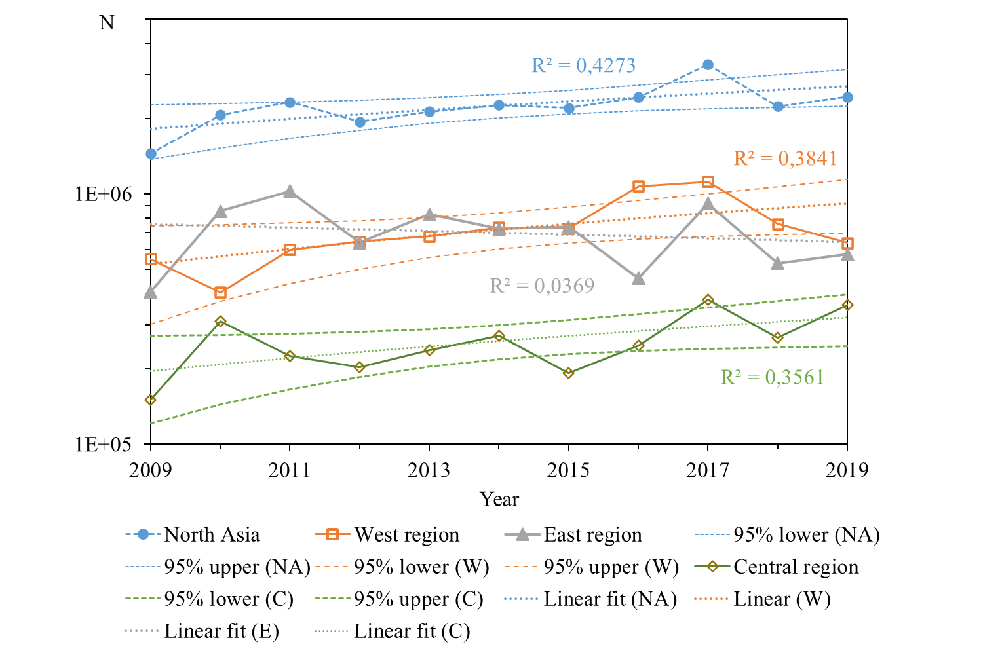 N
R² = 0,4273
R² = 0,3841
1E+06
R² = 0,0369
R² = 0,3561
1E+05
2009 2011 2013 2015 2017 2019
Year
North Asia West region East region 95% lower (NA)
95% upper (NA) 95% lower (W) 95% upper (W) Central region
95% lower (C) 95% upper (C) Linear fit (NA) Linear (W)
Linear fit (E) Linear fit (C)